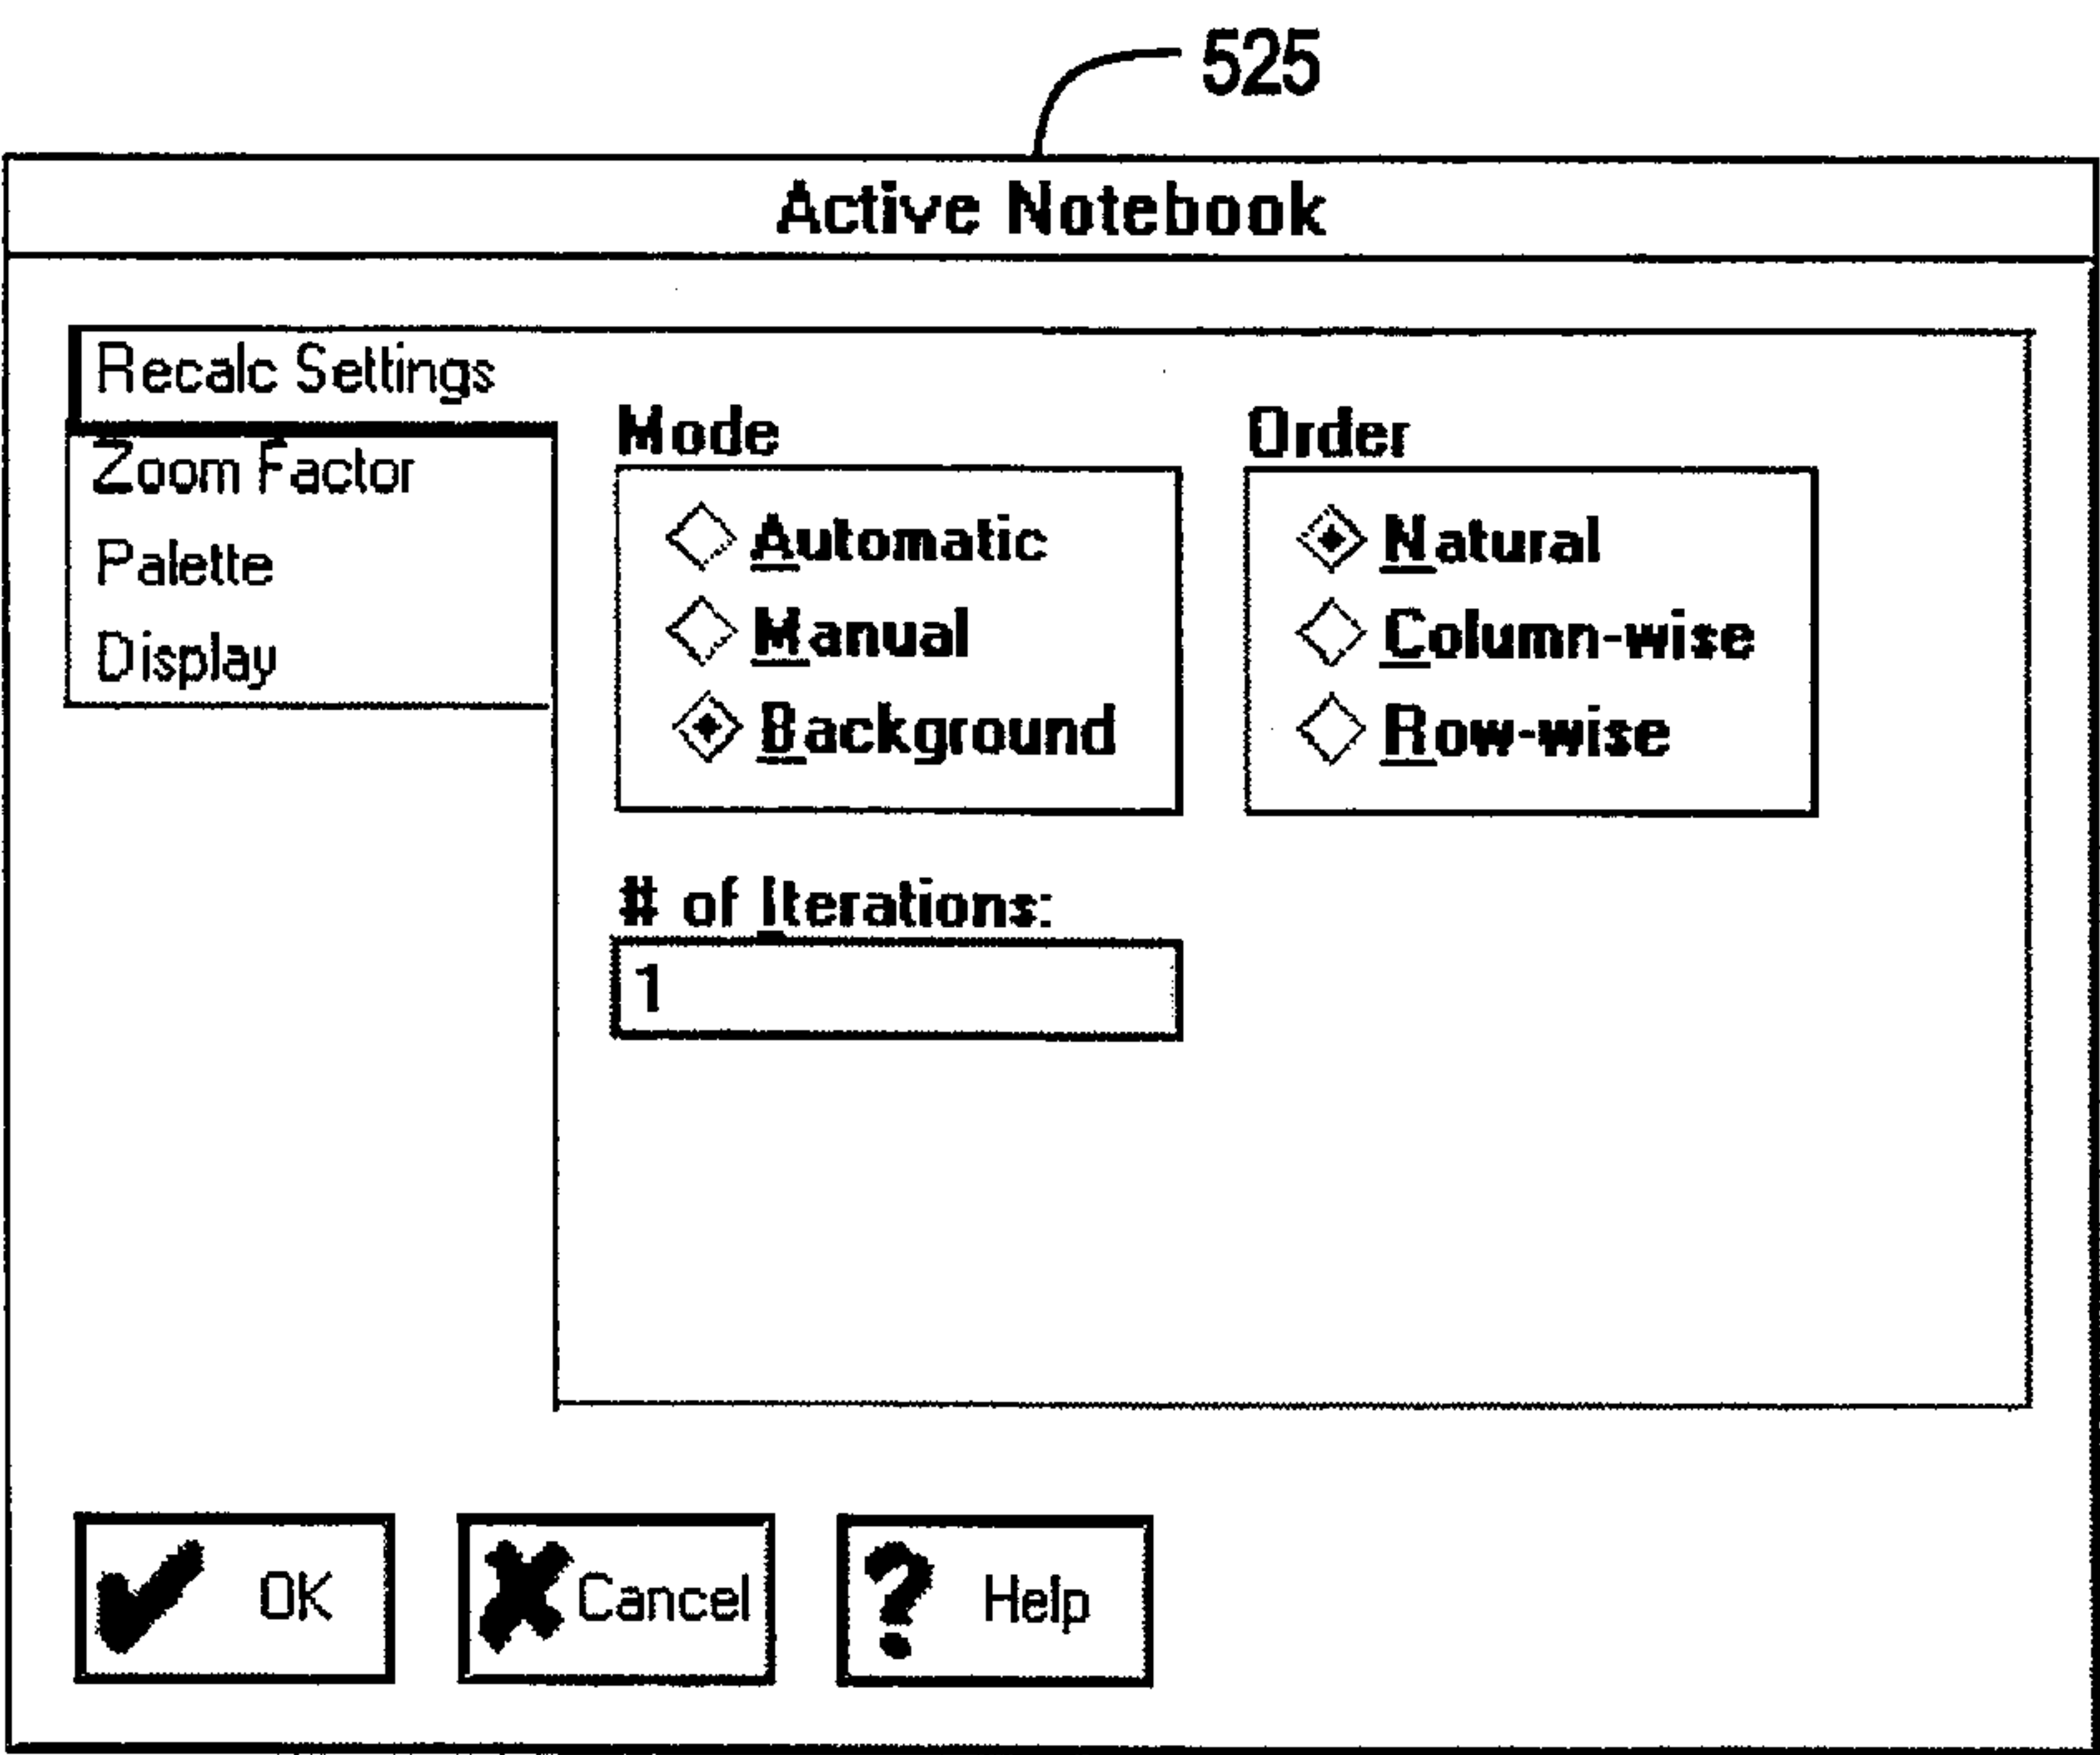 525
Active Notebook
Recalc Settings
Zoom Factor
Palette
Display
Mode
Automatic
Manual
Background
Order
Natural
Column-wise
Row-wise
# of Iterations:
1
OK
Cancel
? Help